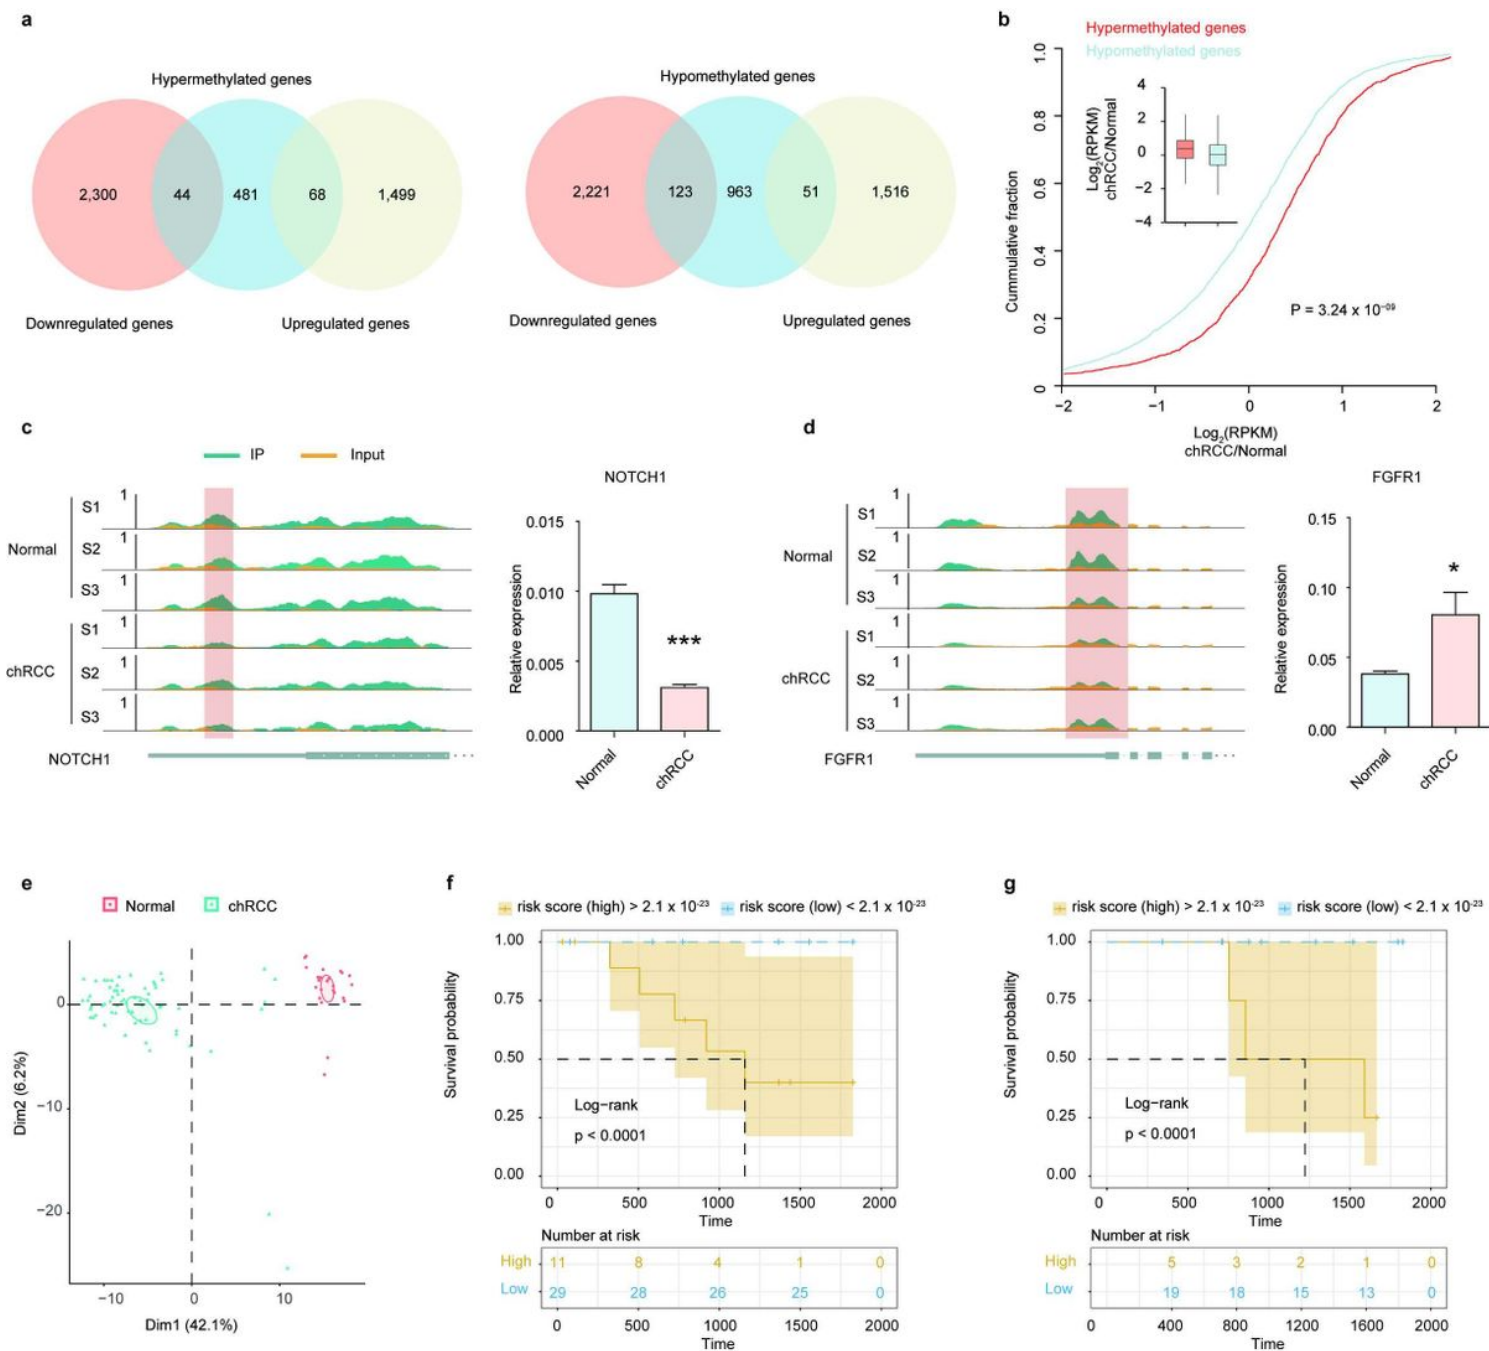 a
Hypermethylated genes
2,300
44
481
68
1,499
Downregulated genes
Upregulated genes
Hypomethylated genes
2,221
123
963
51
1,516
Downregulated genes
Upregulated genes
b
Hypermethylated genes
Hypomethylated genes
Cummulative fraction
1.0
0.8
0.6
0.4
0.2
0
Log2(RPKM)
chRCC/Normal
4
2
0
−2
−4
P = 3.24 x 10−09
−2
−1
0
1
2
Log2(RPKM)
chRCC/Normal
c
IP
Input
Normal
S1
1
S2
1
S3
1
chRCC
S1
1
S2
1
S3
1
NOTCH1
NOTCH1
Relative expression
0.015
0.010
0.005
0.000
***
Normal
chRCC
d
Normal
S1
1
S2
1
S3
1
chRCC
S1
1
S2
1
S3
1
FGFR1
FGFR1
Relative expression
0.15
0.10
0.05
0.00
*
Normal
chRCC
e
Normal
chRCC
Dim2 (6.2%)
0
−10
−20
−10
0
10
Dim1 (42.1%)
f
risk score (high) > 2.1 x 10-23
risk score (low) < 2.1 x 10-23
Survival probability
1.00
0.75
0.50
0.25
0.00
Log−rank
p < 0.0001
0
500
1000
1500
2000
Time
Number at risk
High
11
8
4
1
0
Low
29
28
26
25
0
0
500
1000
1500
2000
Time
g
risk score (high) > 2.1 x 10-23
risk score (low) < 2.1 x 10-23
Survival probability
1.00
0.75
0.50
0.25
0.00
Log−rank
p < 0.0001
0
500
1000
1500
2000
Time
Number at risk
High
5
3
2
1
0
Low
19
18
15
13
0
0
400
800
1200
1600
2000
Time